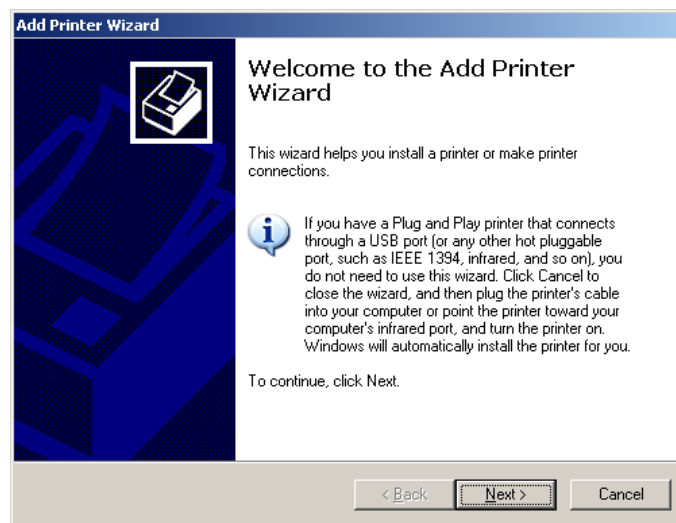 Add Printer Wizard
Welcome to the Add Printer
Wizard
This wizard helps you install a printer or make printer
connections.
If you have a Plug and Play printer that connects
through a USB port (or any other hot pluggable
port, such as IEEE 1394, infrared, and so on), you
do not need to use this wizard. Click Cancel to
close the wizard, and then plug the printer's cable
into your computer or point the printer toward your
computer's infrared port, and turn the printer on.
Windows will automatically install the printer for you.
To continue, click Next.
< Back
Next >
Cancel